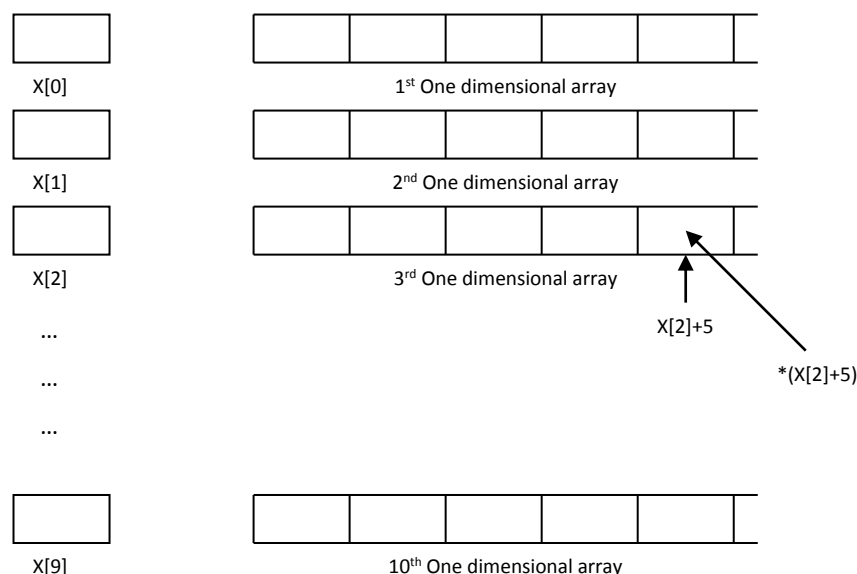 X[0] 1st One dimensional array
X[1] 2nd One dimensional array
X[2] 3rd One dimensional array
... X[2]+5
... *(X[2]+5)
...
X[9] 10th One dimensional array